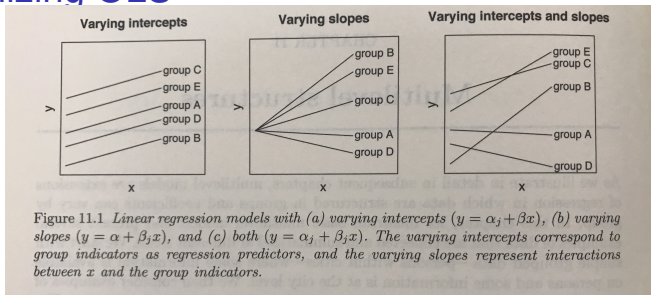 Varying intercepts
Varying slopes
Varying intercepts and slopes
group C
group E
group A
group D
group B
y
x
group B
group E
group C
group A
group D
y
x
group E
group C
group B
group A
group D
y
x
Figure 11.1 Linear regression models with (a) varying intercepts (y = αj + βx), (b) varying
slopes (y = α + βjx), and (c) both (y = αj + βjx). The varying intercepts correspond to
group indicators as regression predictors, and the varying slopes represent interactions
between x and the group indicators.